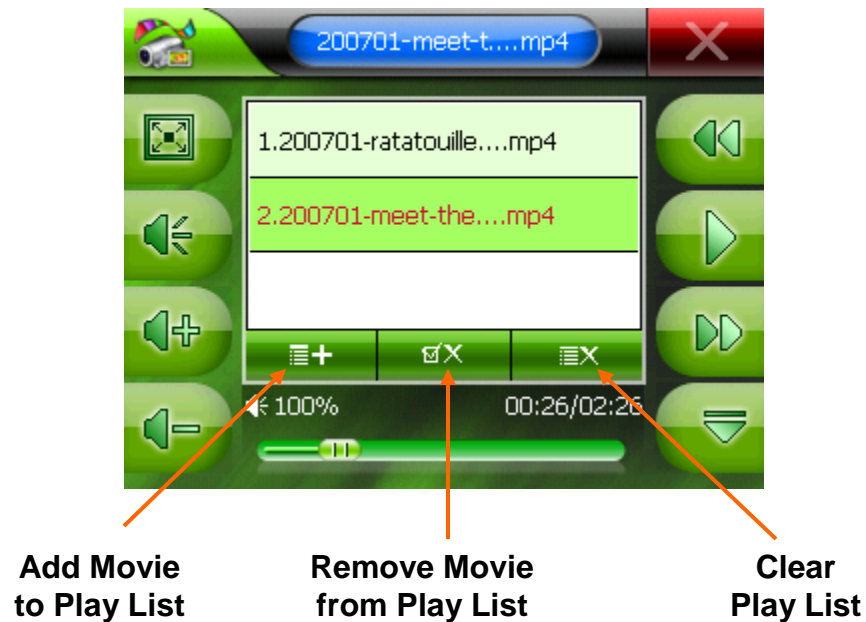 200701-meet-t....mp4
1.200701-ratatouille....mp4
2.200701-meet-the....mp4
100%
00:26/02:26
Add Movie
to Play List
Remove Movie
from Play List
Clear
Play List